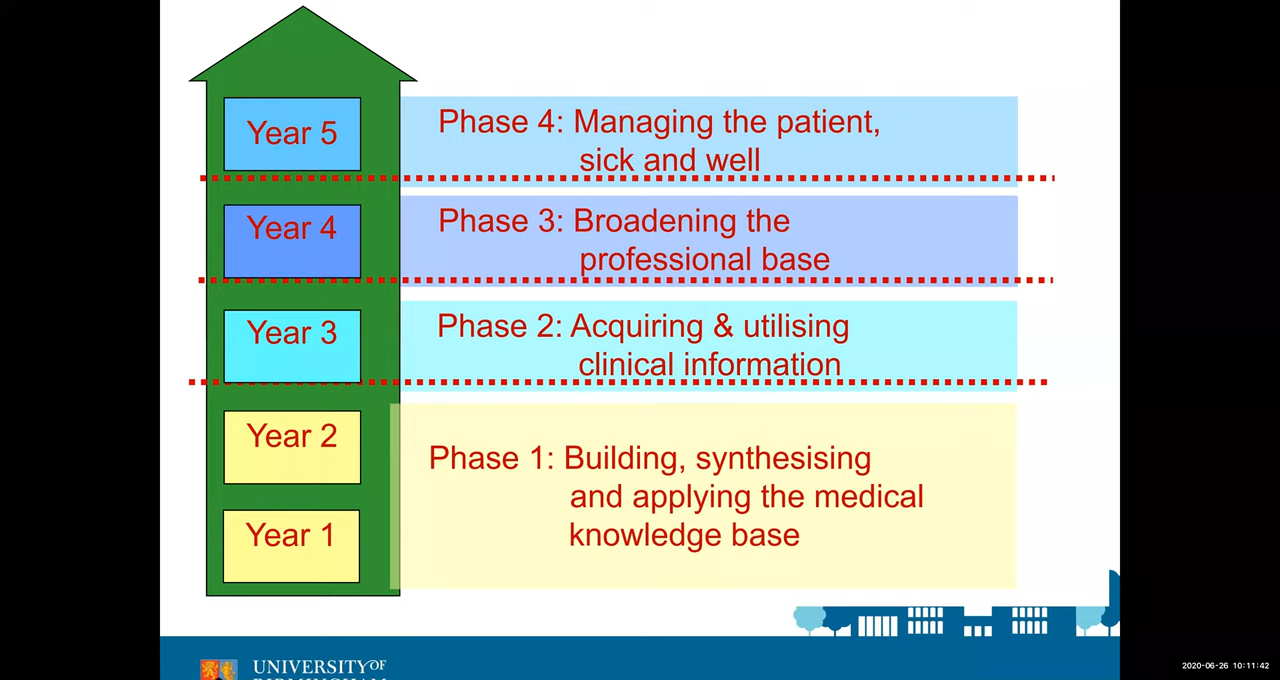 Year 5
Phase 4: Managing the patient,
sick and well
Year 4
Phase 3: Broadening the
professional base
Year 3
Phase 2: Acquiring & utilising
clinical information
Year 2
Phase 1: Building, synthesising
and applying the medical
knowledge base
Year 1
UNIVERSITY OF
BIRMINGHAM
2020-06-26 10:11:42